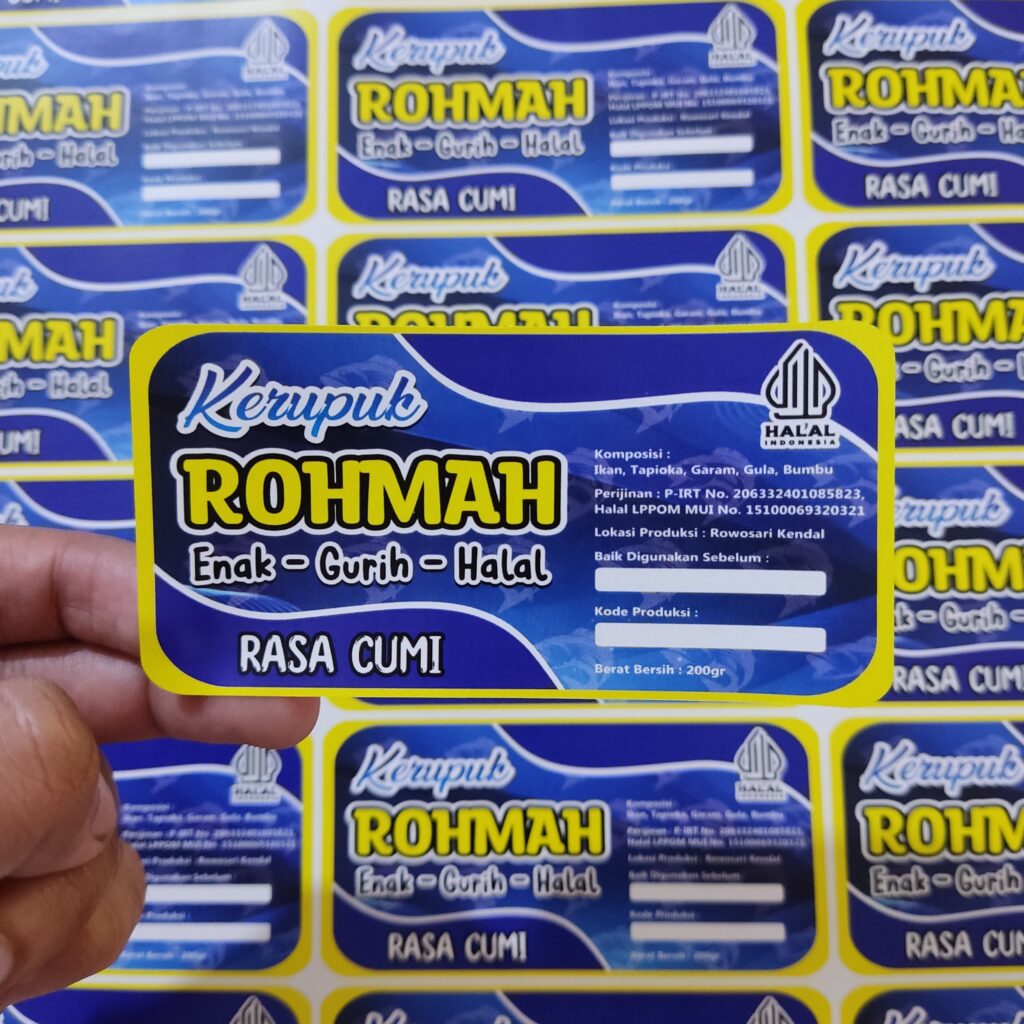 Kerupuk
ROHMAH
Enak - Gurih - Halal
RASA CUMI
HALAL
INDONESIA
Komposisi :
Ikan, Tapioka, Garam, Gula, Bumbu
Perijinan : P-IRT No. 206332401085823,
Halal LPPOM MUI No. 15100069320321
Lokasi Produksi : Rowosari Kendal
Baik Digunakan Sebelum :
Kode Produksi :
Berat Bersih : 200gr